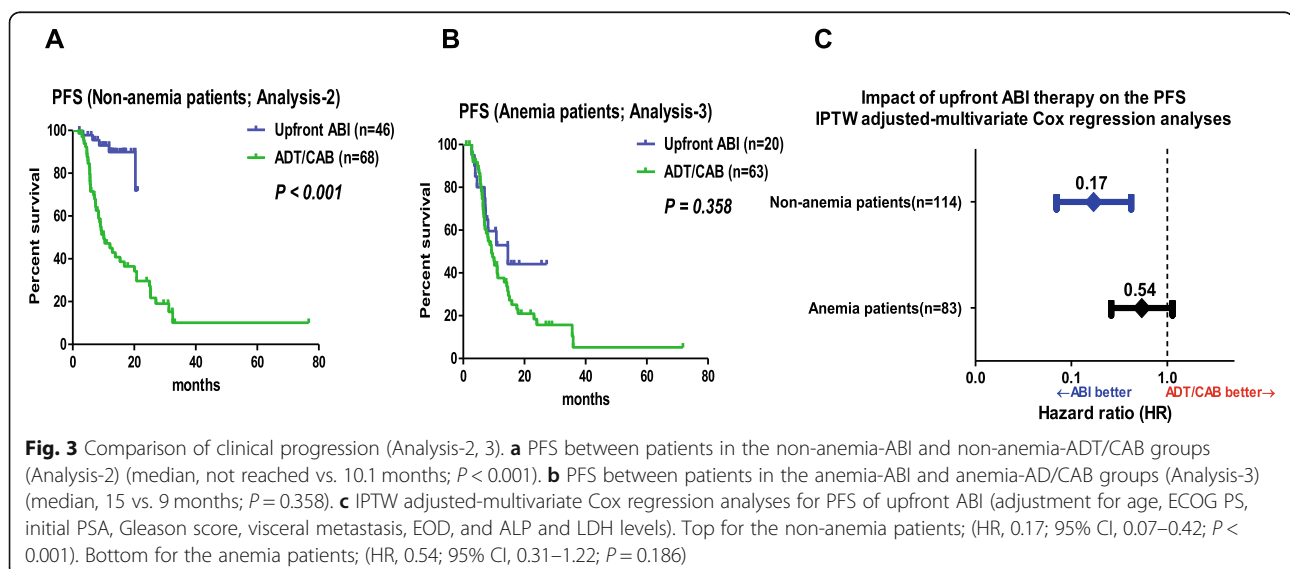 A
PFS (Non-anemia patients; Analysis-2)
Upfront ABI (n=46)
ADT/CAB (n=68)
P < 0.001
Percent survival
100
80
60
40
20
0
0 20 40 60 80
months
B
PFS (Anemia patients; Analysis-3)
Upfront ABI (n=20)
ADT/CAB (n=63)
P = 0.358
Percent survival
100
80
60
40
20
0
0 20 40 60 80
months
C
Impact of upfront ABI therapy on the PFS
IPTW adjusted-multivariate Cox regression analyses
0.17
Non-anemia patients(n=114)
0.54
Anemia patients(n=83)
0.0 0.1 1.0
←ABI better ADT/CAB better→
Hazard ratio (HR)
Fig. 3 Comparison of clinical progression (Analysis-2, 3). a PFS between patients in the non-anemia-ABI and non-anemia-ADT/CAB groups
(Analysis-2) (median, not reached vs. 10.1 months; P < 0.001). b PFS between patients in the anemia-ABI and anemia-AD/CAB groups (Analysis-3)
(median, 15 vs. 9 months; P = 0.358). c IPTW adjusted-multivariate Cox regression analyses for PFS of upfront ABI (adjustment for age, ECOG PS,
initial PSA, Gleason score, visceral metastasis, EOD, and ALP and LDH levels). Top for the non-anemia patients; (HR, 0.17; 95% CI, 0.07–0.42; P <
0.001). Bottom for the anemia patients; (HR, 0.54; 95% CI, 0.31–1.22; P = 0.186)